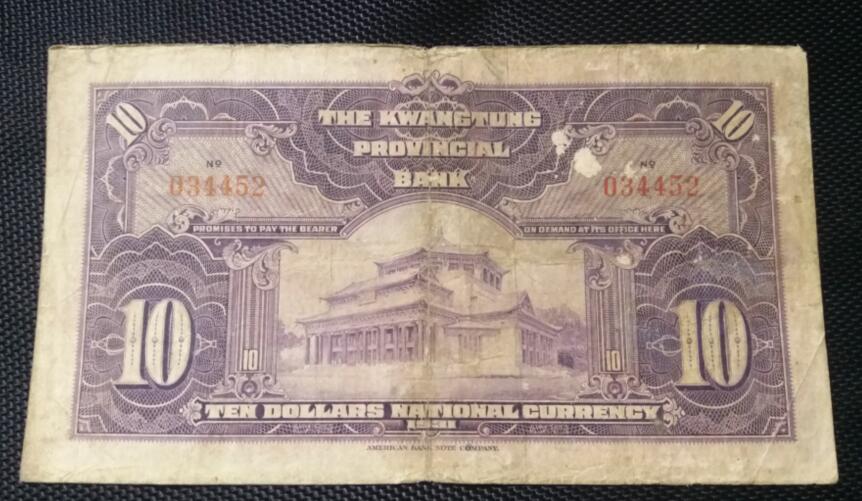 10 THE KWANGTUNG 10
PROVINCIAL
BANK
Nº Nº
034452 034452
PROMISES TO PAY THE BEARER ON DEMAND AT ITS OFFICE HERE
10 10 10 10
TEN DOLLARS NATIONAL CURRENCY
1931
AMERICAN BANK NOTE COMPANY.